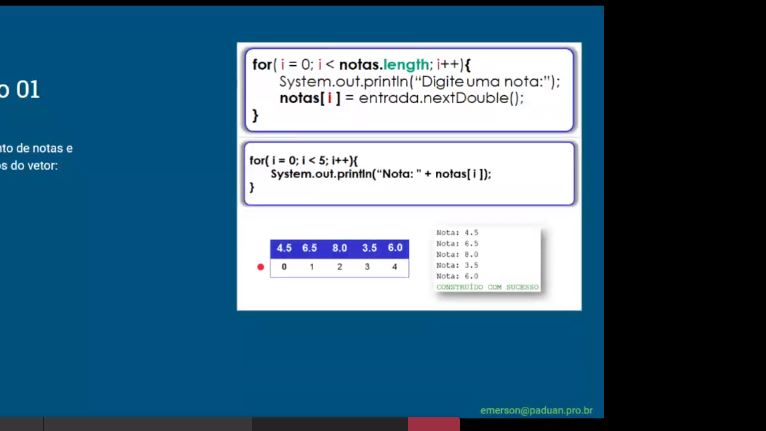 o 01
nto de notas e
s do vetor:
for( i = 0; i < notas.length; i++){
System.out.println(“Digite uma nota:”);
notas[ i ] = entrada.nextDouble();
}
for( i = 0; i < 5; i++){
System.out.println(“Nota: ” + notas[ i ]);
}
4.5 6.5 8.0 3.5 6.0
0 1 2 3 4
Nota: 4.5
Nota: 6.5
Nota: 8.0
Nota: 3.5
Nota: 6.0
CONSTRUÍDO COM SUCESSO
emerson@paduan.pro.br